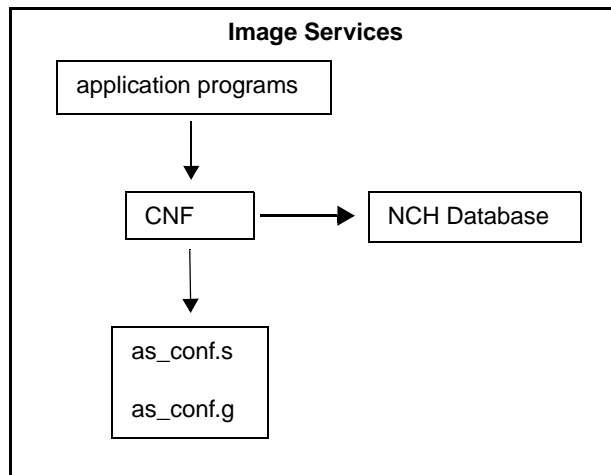 Image Services
application programs
CNF
NCH Database
as_conf.s
as_conf.g